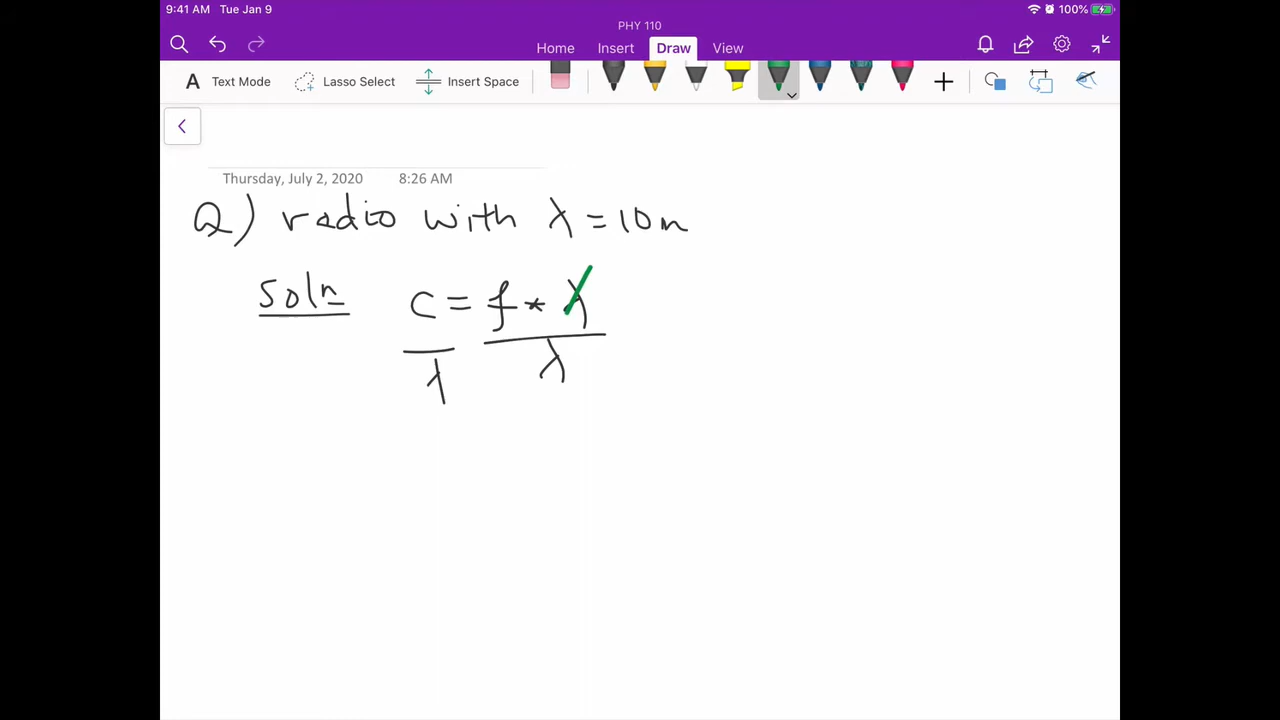 9:41 AM Tue Jan 9 100%
PHY 110
Home Insert Draw View
A Text Mode Lasso Select Insert Space
Thursday, July 2, 2020 8:26 AM
Q) radio with λ = 10m
Soln c = f * λ
λ λ